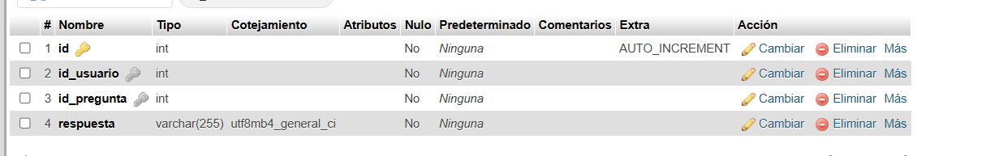 # Nombre Tipo Cotejamiento Atributos Nulo Predeterminado Comentarios Extra Acción
1 id int No Ninguna AUTO_INCREMENT Cambiar Eliminar Más
2 id_usuario int No Ninguna Cambiar Eliminar Más
3 id_pregunta int No Ninguna Cambiar Eliminar Más
4 respuesta varchar(255) utf8mb4_general_ci No Ninguna Cambiar Eliminar Más